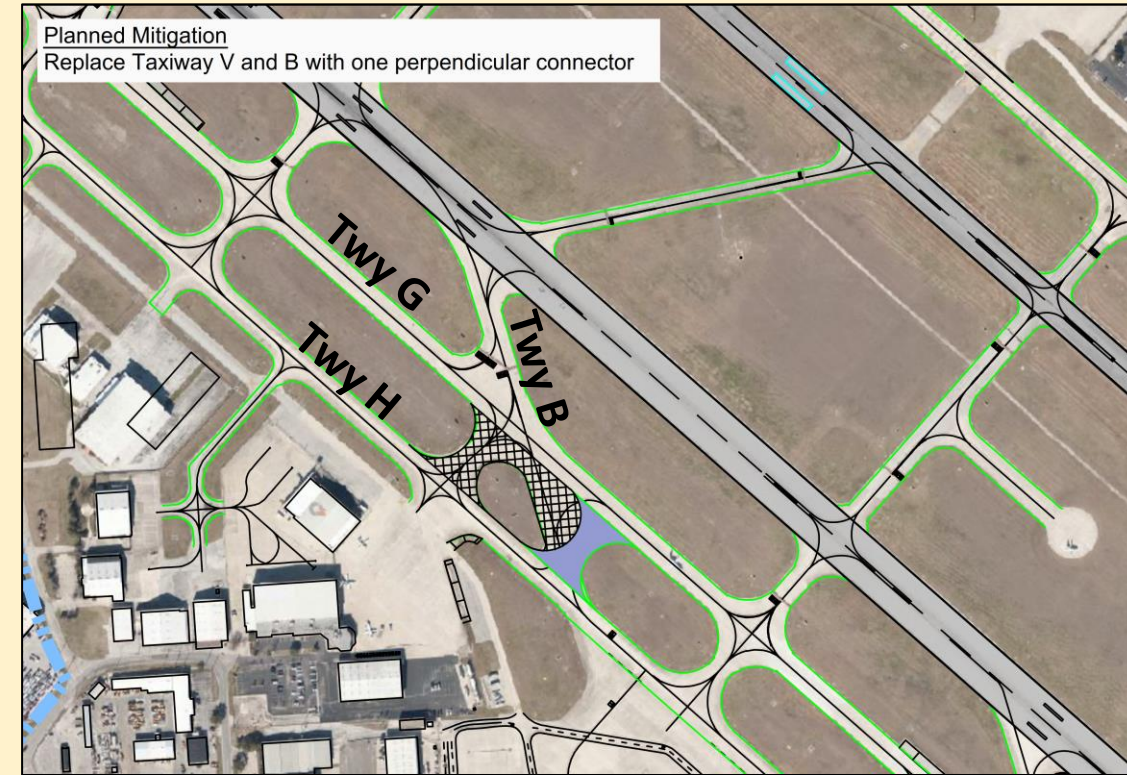 Planned Mitigation
Replace Taxiway V and B with one perpendicular connector
Twy G
Twy B
Twy H